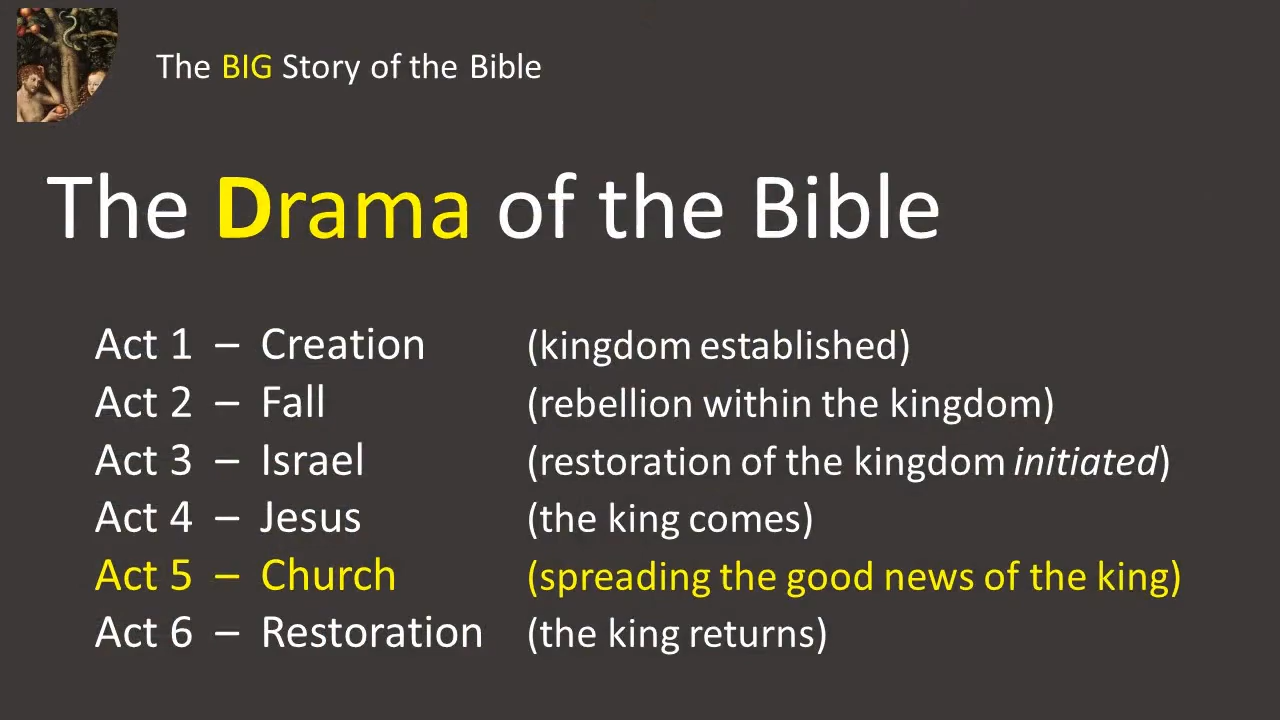 The BIG Story of the Bible
The Drama of the Bible
Act 1 – Creation (kingdom established)
Act 2 – Fall (rebellion within the kingdom)
Act 3 – Israel (restoration of the kingdom initiated)
Act 4 – Jesus (the king comes)
Act 5 – Church (spreading the good news of the king)
Act 6 – Restoration (the king returns)